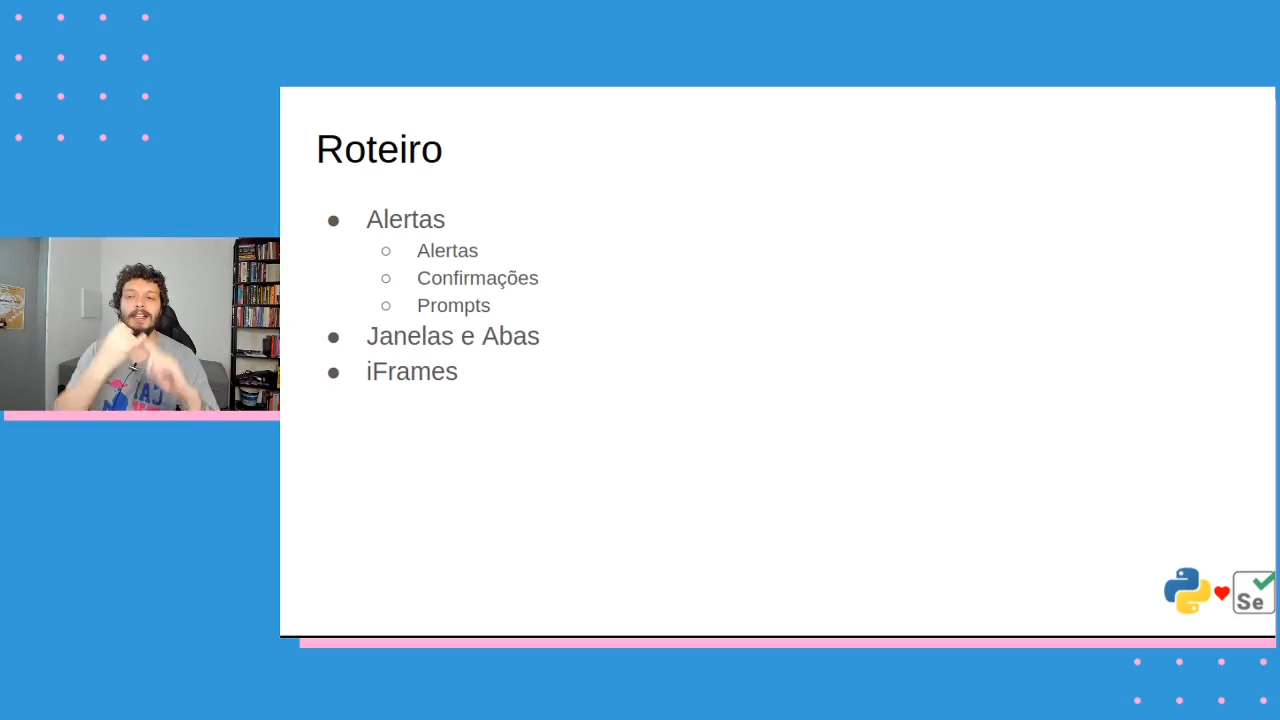 Roteiro
Alertas
Alertas
Confirmações
Prompts
Janelas e Abas
iFrames
Se